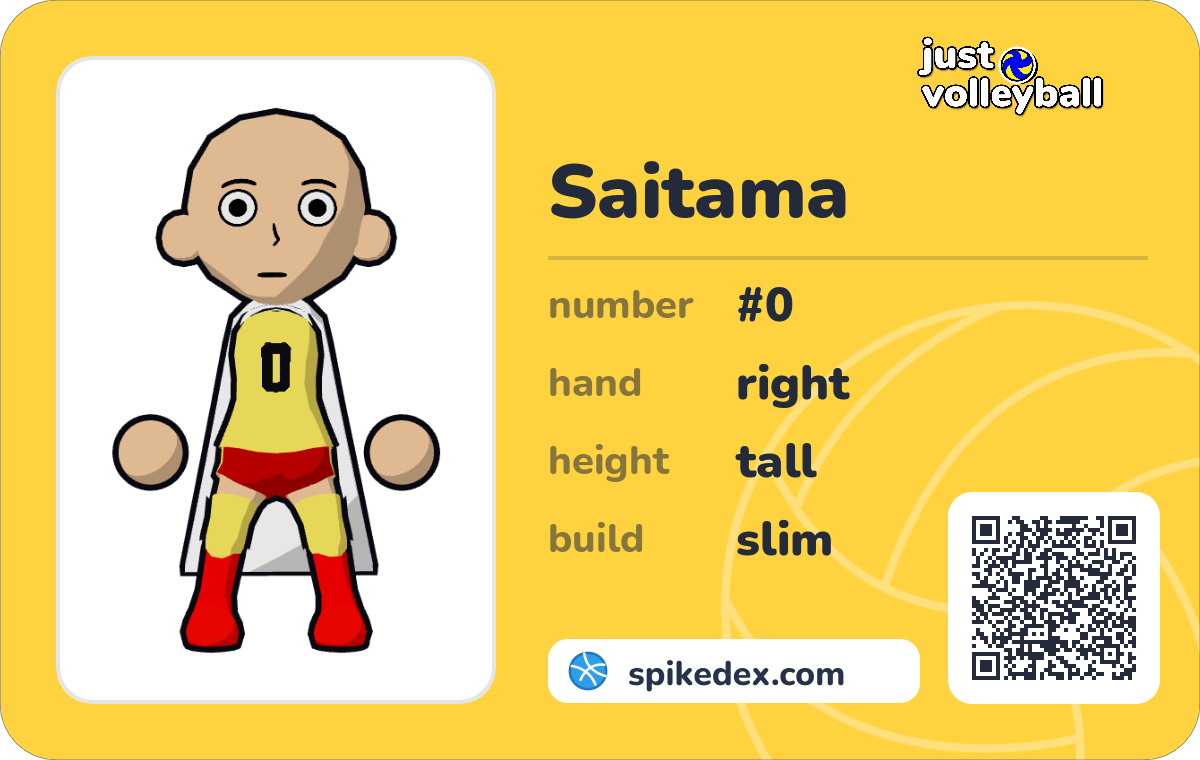 just
volleyball
Saitama
number #0
hand right
height tall
build slim
0
spikedex.com